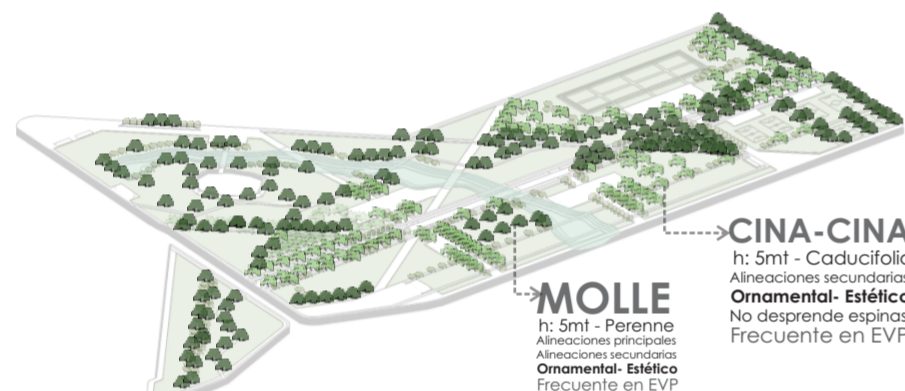 MOLLE
h: 5mt - Perenne
Alineaciones principales
Alineaciones secundarias
Ornamental- Estético
Frecuente en EVP
CINA-CINA
h: 5mt - Caducifolio
Alineaciones secundarias
Ornamental- Estético
No desprende espinas
Frecuente en EVP